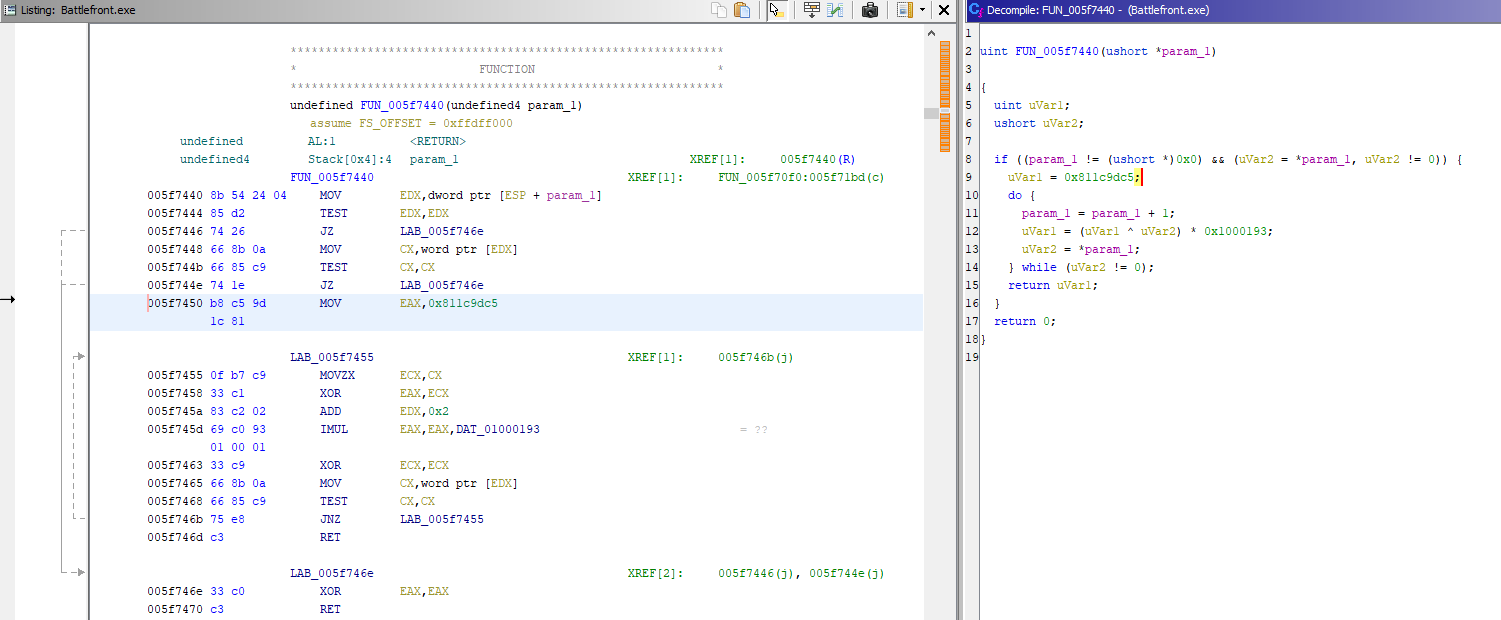 Listing: Battlefront.exe
**************************************************************
* FUNCTION *
**************************************************************
undefined FUN_005f7440(undefined4 param_1)
assume FS_OFFSET = 0xffdff000
undefined AL:1 <RETURN>
undefined4 Stack[0x4]:4 param_1 XREF[1]: 005f7440(R)
FUN_005f7440 XREF[1]: FUN_005f70f0:005f71bd(c)
005f7440 8b 54 24 04 MOV EDX,dword ptr [ESP + param_1]
005f7444 85 d2 TEST EDX,EDX
005f7446 74 26 JZ LAB_005f746e
005f7448 66 8b 0a MOV CX,word ptr [EDX]
005f744b 66 85 c9 TEST CX,CX
005f744e 74 1e JZ LAB_005f746e
005f7450 b8 c5 9d MOV EAX,0x811c9dc5
1c 81
LAB_005f7455 XREF[1]: 005f746b(j)
005f7455 0f b7 c9 MOVZX ECX,CX
005f7458 33 c1 XOR EAX,ECX
005f745a 83 c2 02 ADD EDX,0x2
005f745d 69 c0 93 IMUL EAX,EAX,DAT_01000193 = ??
01 00 01
005f7463 33 c9 XOR ECX,ECX
005f7465 66 8b 0a MOV CX,word ptr [EDX]
005f7468 66 85 c9 TEST CX,CX
005f746b 75 e8 JNZ LAB_005f7455
005f746d c3 RET
LAB_005f746e XREF[2]: 005f7446(j), 005f744e(j)
005f746e 33 c0 XOR EAX,EAX
005f7470 c3 RET
Decompile: FUN_005f7440 - (Battlefront.exe)
1
2 uint FUN_005f7440(ushort *param_1)
3
4 {
5 uint uVar1;
6 ushort uVar2;
7
8 if ((param_1 != (ushort *)0x0) && (uVar2 = *param_1, uVar2 != 0)) {
9 uVar1 = 0x811c9dc5;
10 do {
11 param_1 = param_1 + 1;
12 uVar1 = (uVar1 ^ uVar2) * 0x1000193;
13 uVar2 = *param_1;
14 } while (uVar2 != 0);
15 return uVar1;
16 }
17 return 0;
18 }
19